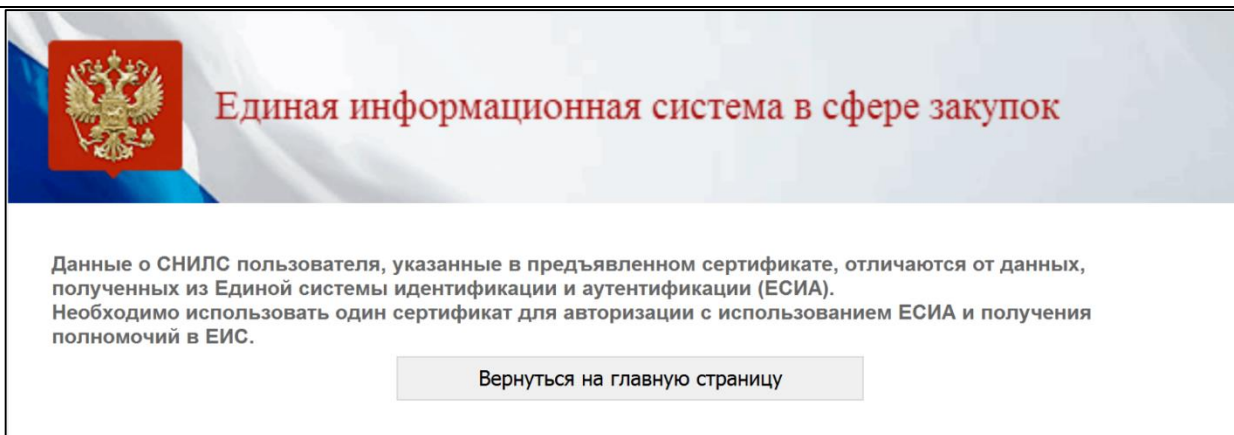 Единая информационная система в сфере закупок
Данные о СНИЛС пользователя, указанные в предъявленном сертификате, отличаются от данных,
полученных из Единой системы идентификации и аутентификации (ЕСИА).
Необходимо использовать один сертификат для авторизации с использованием ЕСИА и получения
полномочий в ЕИС.
Вернуться на главную страницу